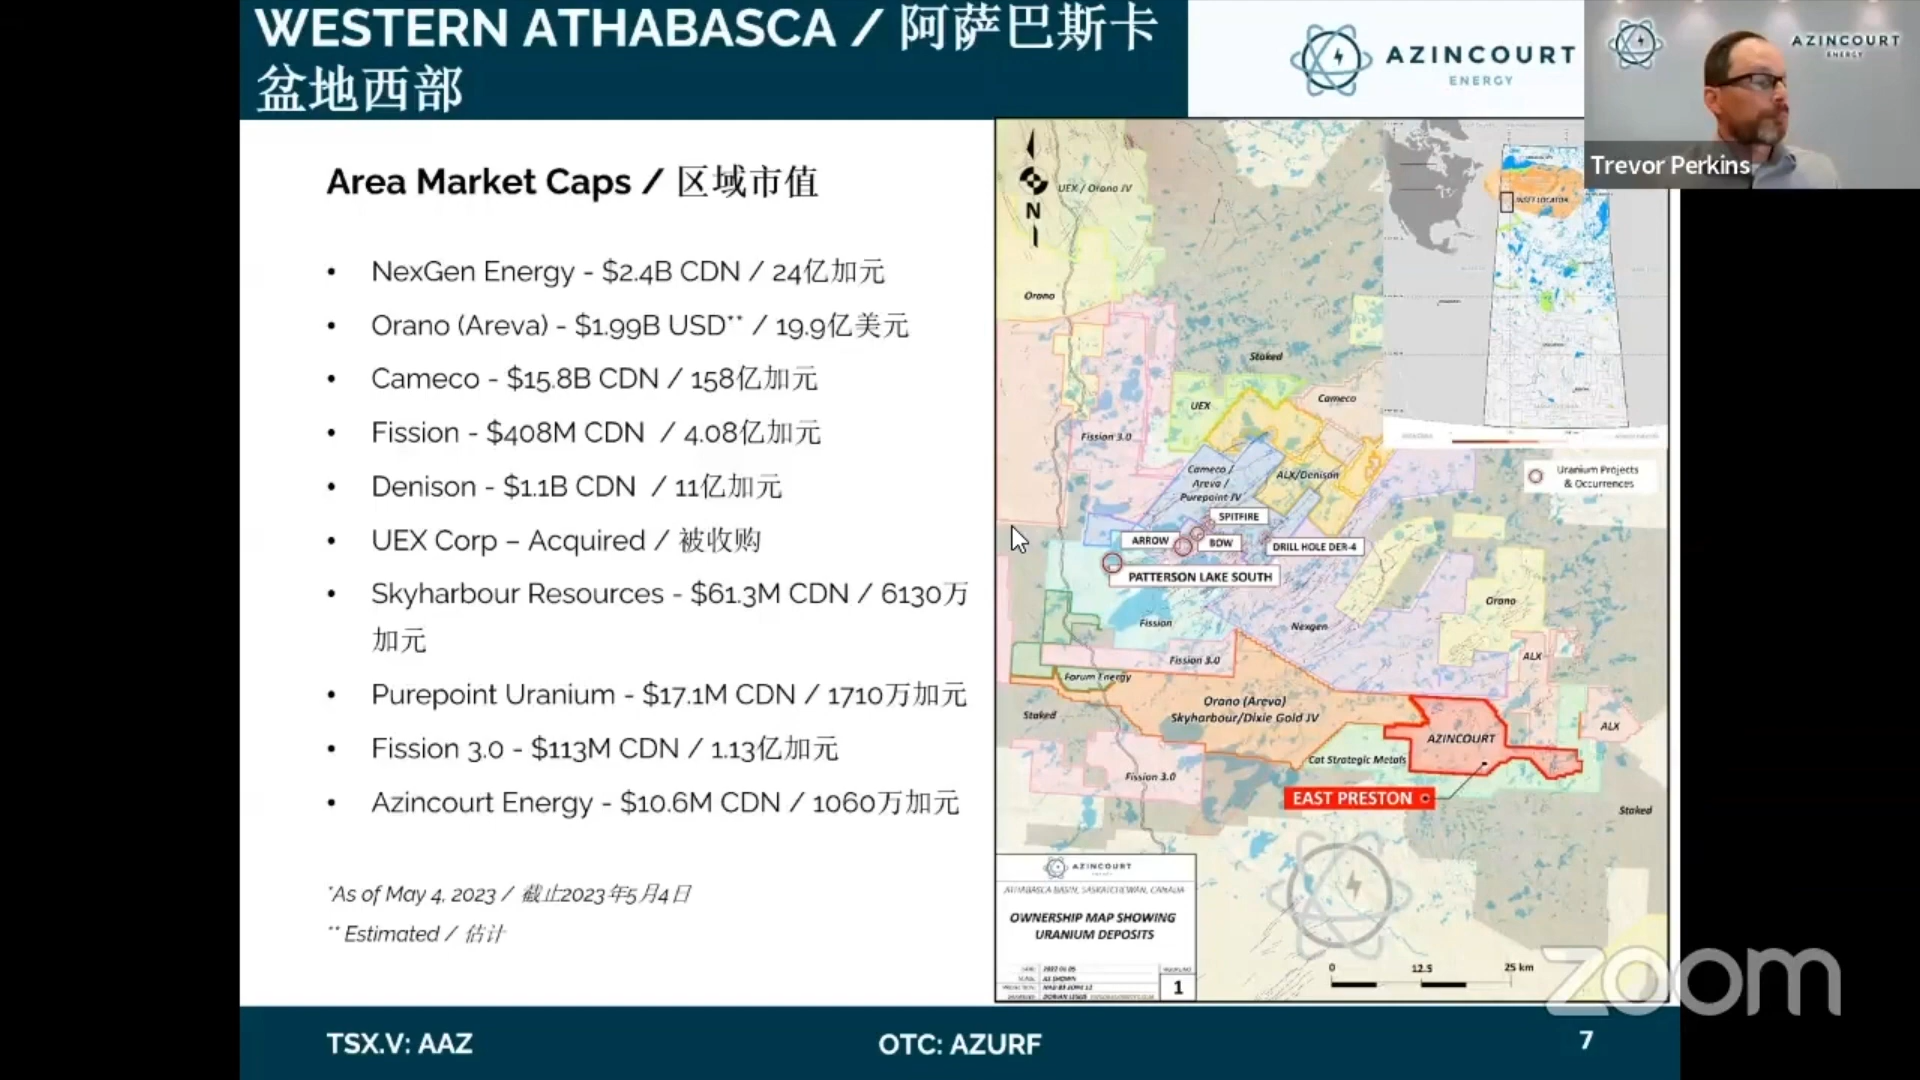 WESTERN ATHABASCA / 阿萨巴斯卡
盆地西部
AZINCOURT
ENERGY
AZINCOURT
ENERGY
Trevor Perkins
Area Market Caps / 区域市值
• NexGen Energy - $2.4B CDN / 24亿加元
• Orano (Areva) - $1.99B USD** / 19.9亿美元
• Cameco - $15.8B CDN / 158亿加元
• Fission - $408M CDN / 4.08亿加元
• Denison - $1.1B CDN / 11亿加元
• UEX Corp – Acquired / 被收购
• Skyharbour Resources - $61.3M CDN / 6130万
加元
• Purepoint Uranium - $17.1M CDN / 1710万加元
• Fission 3.0 - $113M CDN / 1.13亿加元
• Azincourt Energy - $10.6M CDN / 1060万加元
*As of May 4, 2023 / 截止2023年5月4日
** Estimated / 估计
N
UEX / Orano JV
INSET LOCATOR
Orano
Staked
UEX
Cameco
Fission 3.0
Cameco /
Areva /
Purepoint JV
ALX/Denison
Uranium Projects
& Occurrences
SPITFIRE
ARROW
BOW
DRILL HOLE DER-4
PATTERSON LAKE SOUTH
Orano
Fission
Nexgen
Fission 3.0
ALX
Forum Energy
Orano (Areva)
Skyharbour/Dixie Gold JV
Staked
ALX
AZINCOURT
Cat Strategic Metals
Fission 3.0
EAST PRESTON
Staked
AZINCOURT
ENERGY
ATHABASCA BASIN, SASKATCHEWAN, CANADA
OWNERSHIP MAP SHOWING
URANIUM DEPOSITS
AS SHOWN
1
0 12.5 25 km
zoom
TSX.V: AAZ
OTC: AZURF
7